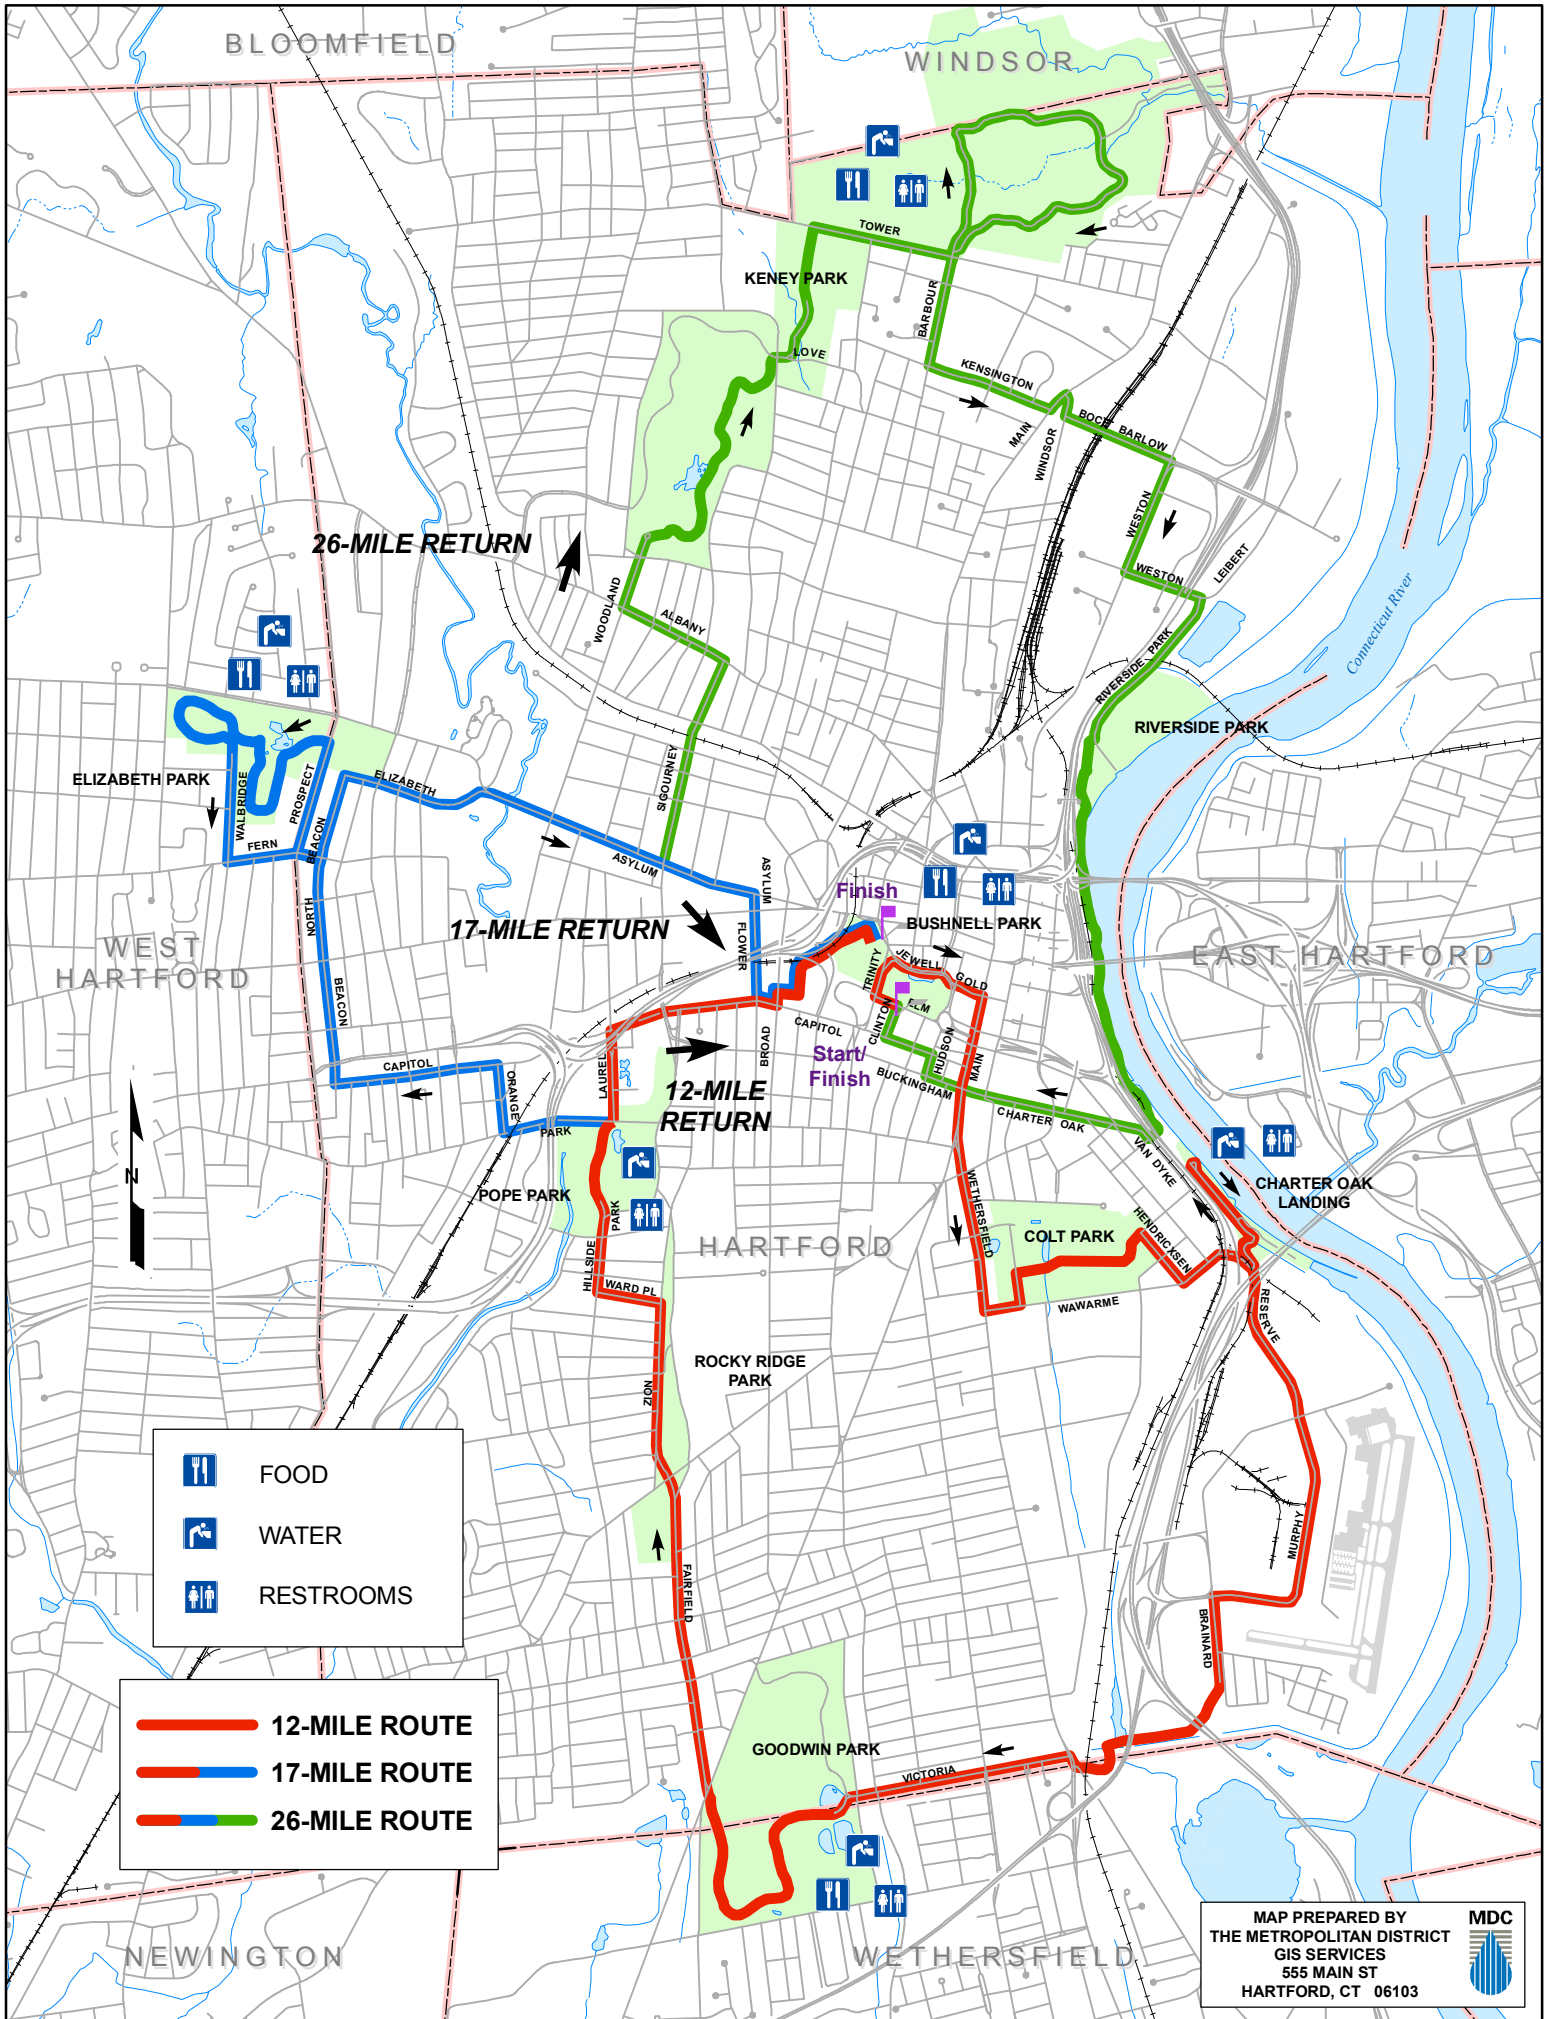 BLOOMFIELD
WINDSOR
TOWER
KENEY PARK
BARBOUR
LOVE
KENSINGTON
MAIN
WINDSOR
BOCE BARLOW
WESTON
WESTON
LEIBERT
26-MILE RETURN
WOODLAND
ALBANY
Connecticut River
RIVERSIDE PARK
RIVERSIDE PARK
ELIZABETH PARK
WALBRIDGE
PROSPECT
ELIZABETH
SIGOURNEY
BEACON
FERN
ASYLUM
ASYLUM
Finish
BUSHNELL PARK
NORTH
17-MILE RETURN
FLOWER
WEST
HARTFORD
EAST HARTFORD
JEWELL
TRINITY
GOLD
BEACON
ELM
CLINTON
CAPITOL
BROAD
HUDSON
MAIN
Start/
Finish
CAPITOL
LAUREL
ORANGE
12-MILE
RETURN
BUCKINGHAM
CHARTER OAK
PARK
VAN DYKE
N
POPE PARK
CHARTER OAK
LANDING
PARK
HILLSIDE
WETHERSFIELD
COLT PARK
HENDRICXSEN
HARTFORD
WARD PL
WAWARME
RESERVE
ROCKY RIDGE
PARK
ZION
FOOD
WATER
RESTROOMS
MURPHY
FAIRFIELD
BRAINARD
12-MILE ROUTE
17-MILE ROUTE
26-MILE ROUTE
GOODWIN PARK
VICTORIA
NEWINGTON
WETHERSFIELD
MAP PREPARED BY
THE METROPOLITAN DISTRICT
GIS SERVICES
555 MAIN ST
HARTFORD, CT 06103
MDC